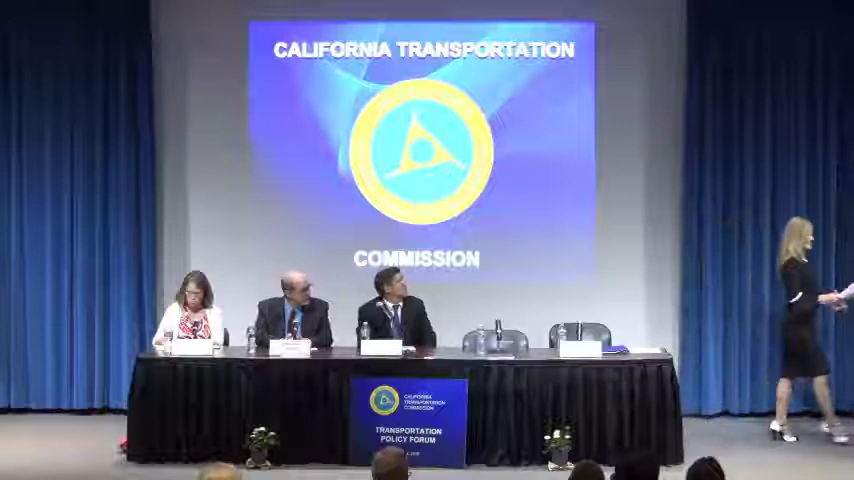 CALIFORNIA TRANSPORTATION
COMMISSION
CALIFORNIA
TRANSPORTATION
COMMISSION
TRANSPORTATION
POLICY FORUM